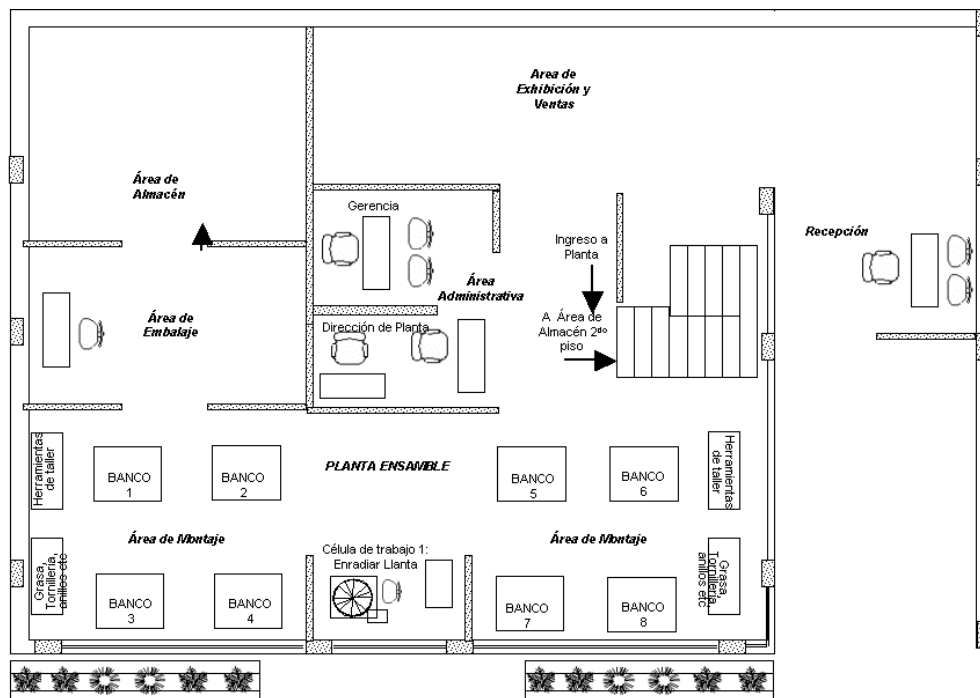 Area de
Exhibición y
Ventas
Área de
Almacén
Gerencia
Ingreso a
Planta
Recepción
Área
Administrativa
Área de
Embalaje
Dirección de Planta
A Área de
Almacén 2do
piso
PLANTA ENSAMBLE
Herramientas
de taller
BANCO
1
BANCO
2
BANCO
5
BANCO
6
Herramientas
de taller
Área de Montaje
Célula de trabajo 1:
Enradiar Llanta
Área de Montaje
Grasa,
Tornillería,
anillos etc
BANCO
3
BANCO
4
BANCO
7
BANCO
8
Grasa,
Tornillería,
anillos etc